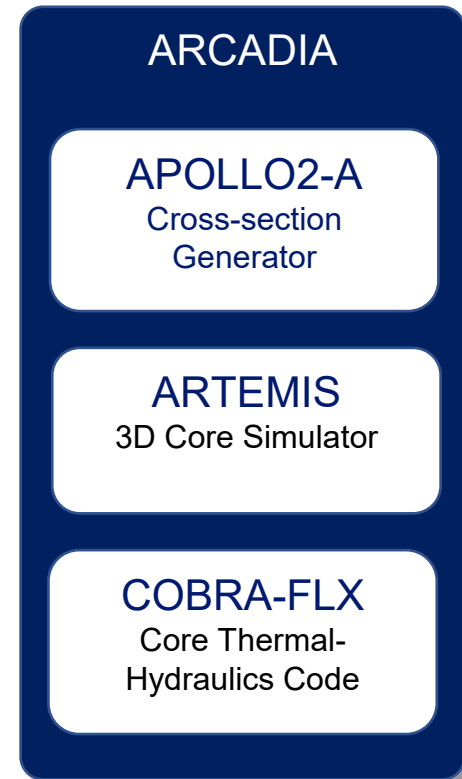 ARCADIA
APOLLO2-A
Cross-section
Generator
ARTEMIS
3D Core Simulator
COBRA-FLX
Core Thermal-
Hydraulics Code